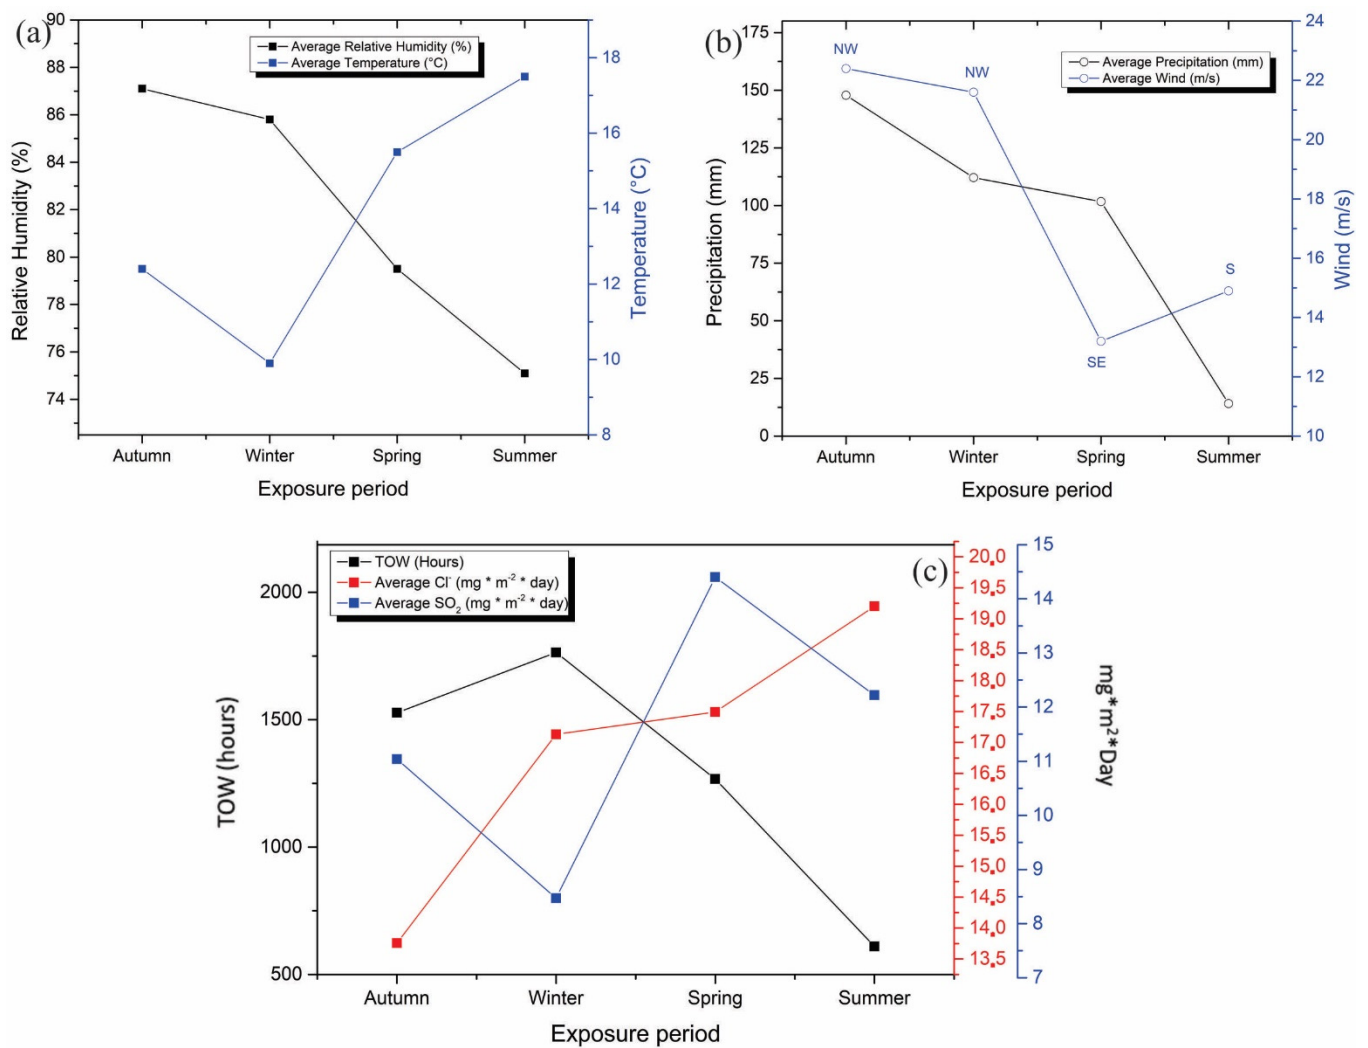 (a)
Average Relative Humidity (%)
Average Temperature (°C)
90
88
86
84
82
80
78
76
74
Relative Humidity (%)
18
16
14
12
10
8
Temperature (°C)
Autumn
Winter
Spring
Summer
Exposure period
(b)
Average Precipitation (mm)
Average Wind (m/s)
175
150
125
100
75
50
25
0
Precipitation (mm)
NW
NW
SE
S
24
22
20
18
16
14
12
10
Wind (m/s)
Autumn
Winter
Spring
Summer
Exposure period
(c)
TOW (Hours)
Average Cl⁻ (mg * m⁻² * day)
Average SO₂ (mg * m⁻² * day)
2000
1500
1000
500
TOW (hours)
20,0
19,5
19,0
18,5
18,0
17,5
17,0
16,5
16,0
15,5
15,0
14,5
14,0
13,5
15
14
13
12
11
10
9
8
7
mg*m²*Day
Autumn
Winter
Spring
Summer
Exposure period